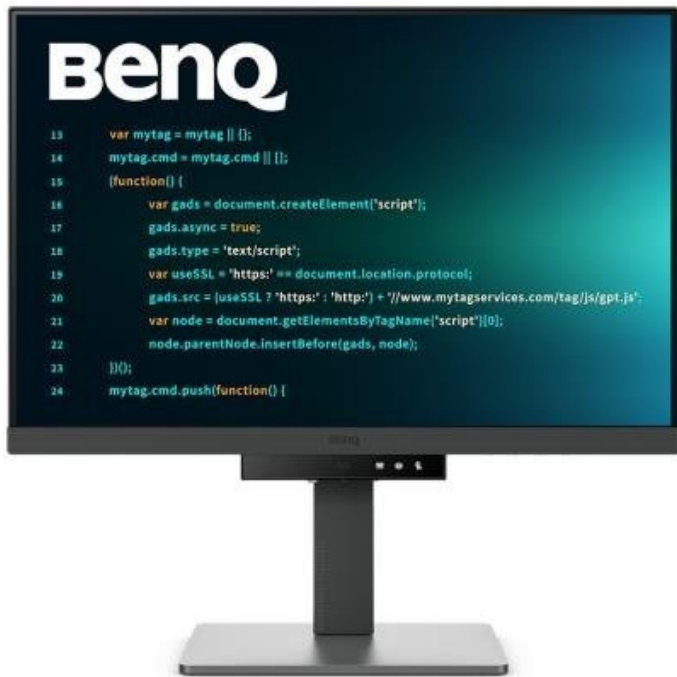 BenQ
13 var mytag = mytag || {};
14 mytag.cmd = mytag.cmd || [];
15 (function() {
16 var gads = document.createElement("script");
17 gads.async = true;
18 gads.type = 'text/script';
19 var useSSL = 'https:' == document.location.protocol;
20 gads.src = (useSSL ? 'https:' : 'http:') + '//www.mytagservices.com/tag/js/gpt.js';
21 var node = document.getElementsByTagName("script")[0];
22 node.parentNode.insertBefore(gads, node);
23 })();
24 mytag.cmd.push(function() {
BenQ